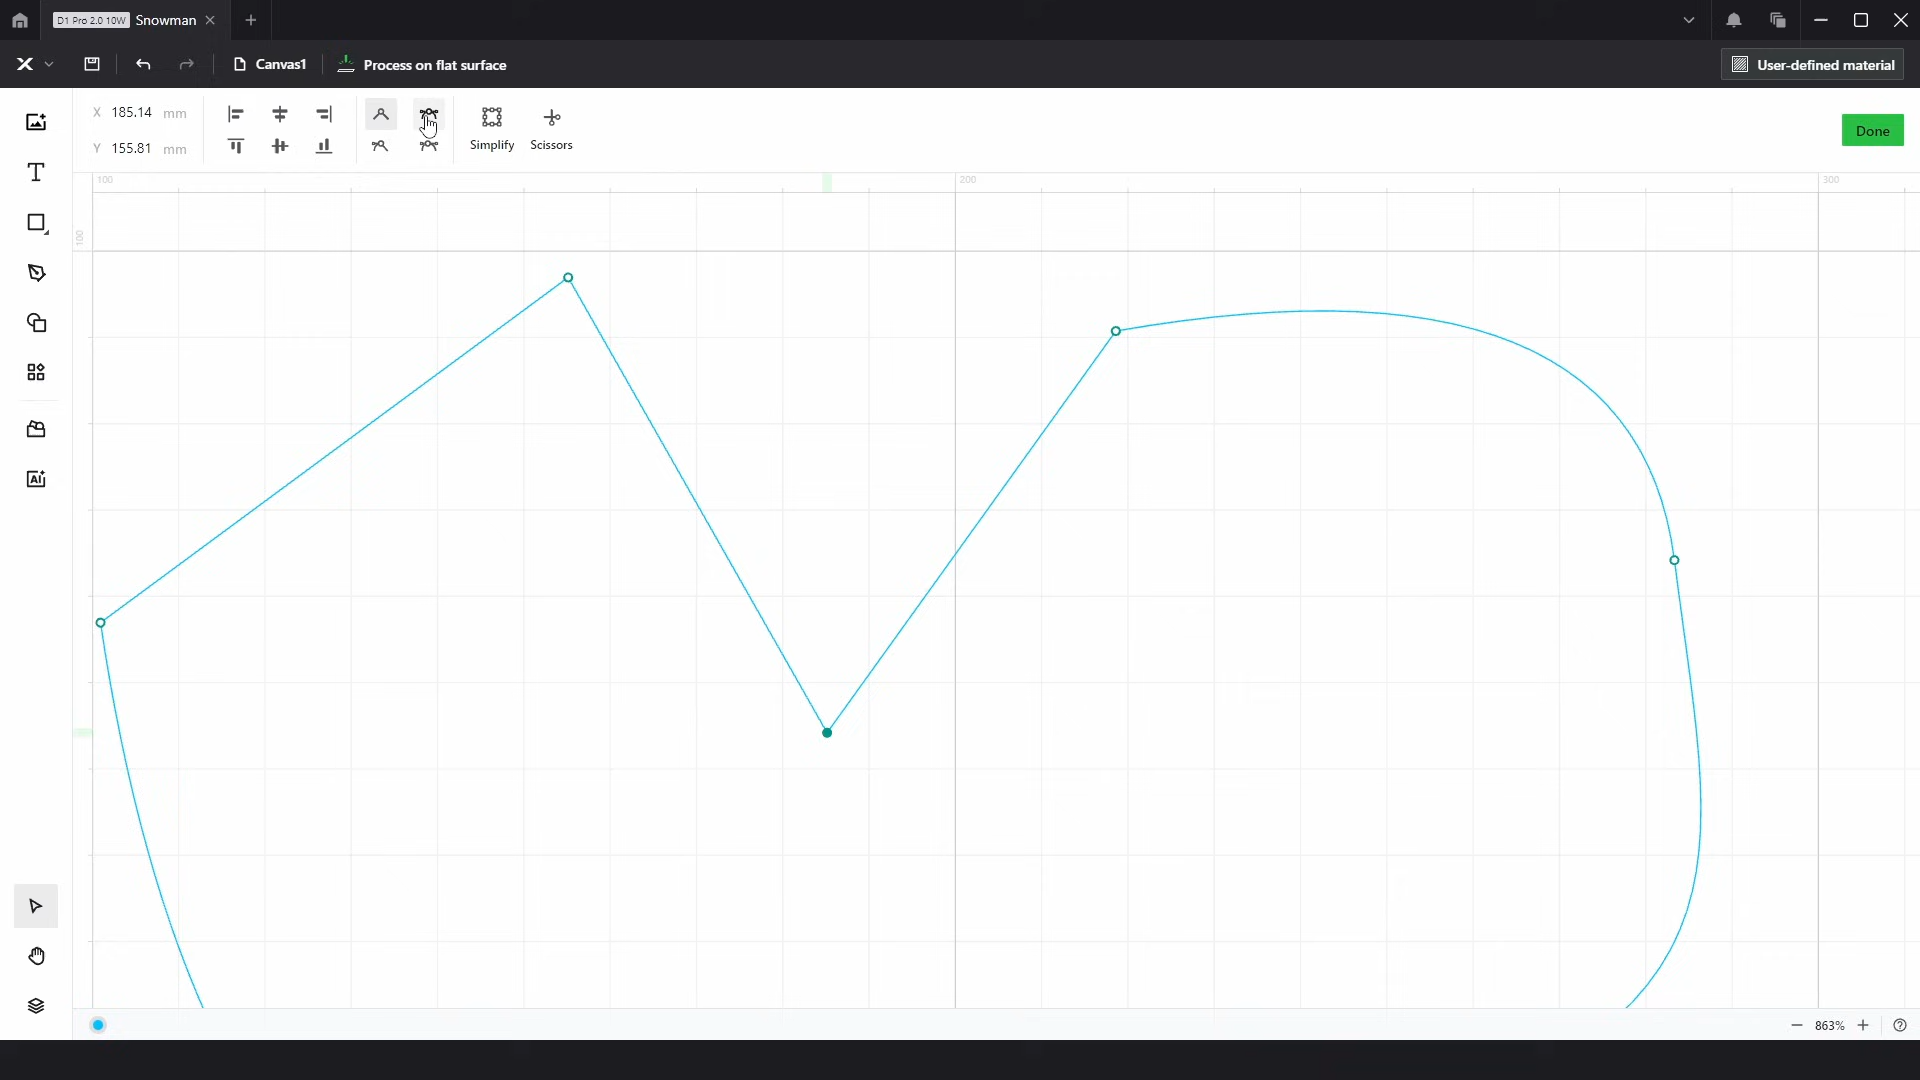 D1 Pro 2.0 10W Snowman
Canvas1
Process on flat surface
User-defined material
X 185.14 mm
Y 155.81 mm
Simplify
Scissors
Done
100
200
300
100
AI
863%